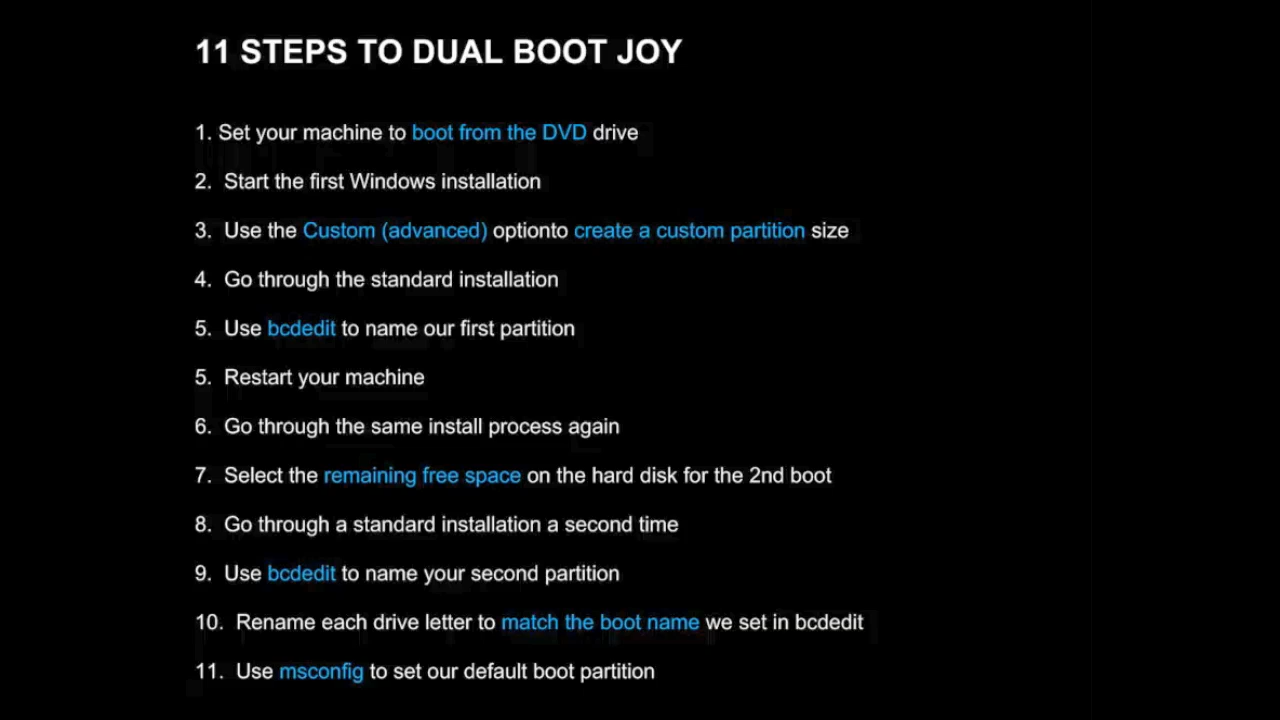 11 STEPS TO DUAL BOOT JOY
1. Set your machine to boot from the DVD drive
2. Start the first Windows installation
3. Use the Custom (advanced) optionto create a custom partition size
4. Go through the standard installation
5. Use bcdedit to name our first partition
5. Restart your machine
6. Go through the same install process again
7. Select the remaining free space on the hard disk for the 2nd boot
8. Go through a standard installation a second time
9. Use bcdedit to name your second partition
10. Rename each drive letter to match the boot name we set in bcdedit
11. Use msconfig to set our default boot partition